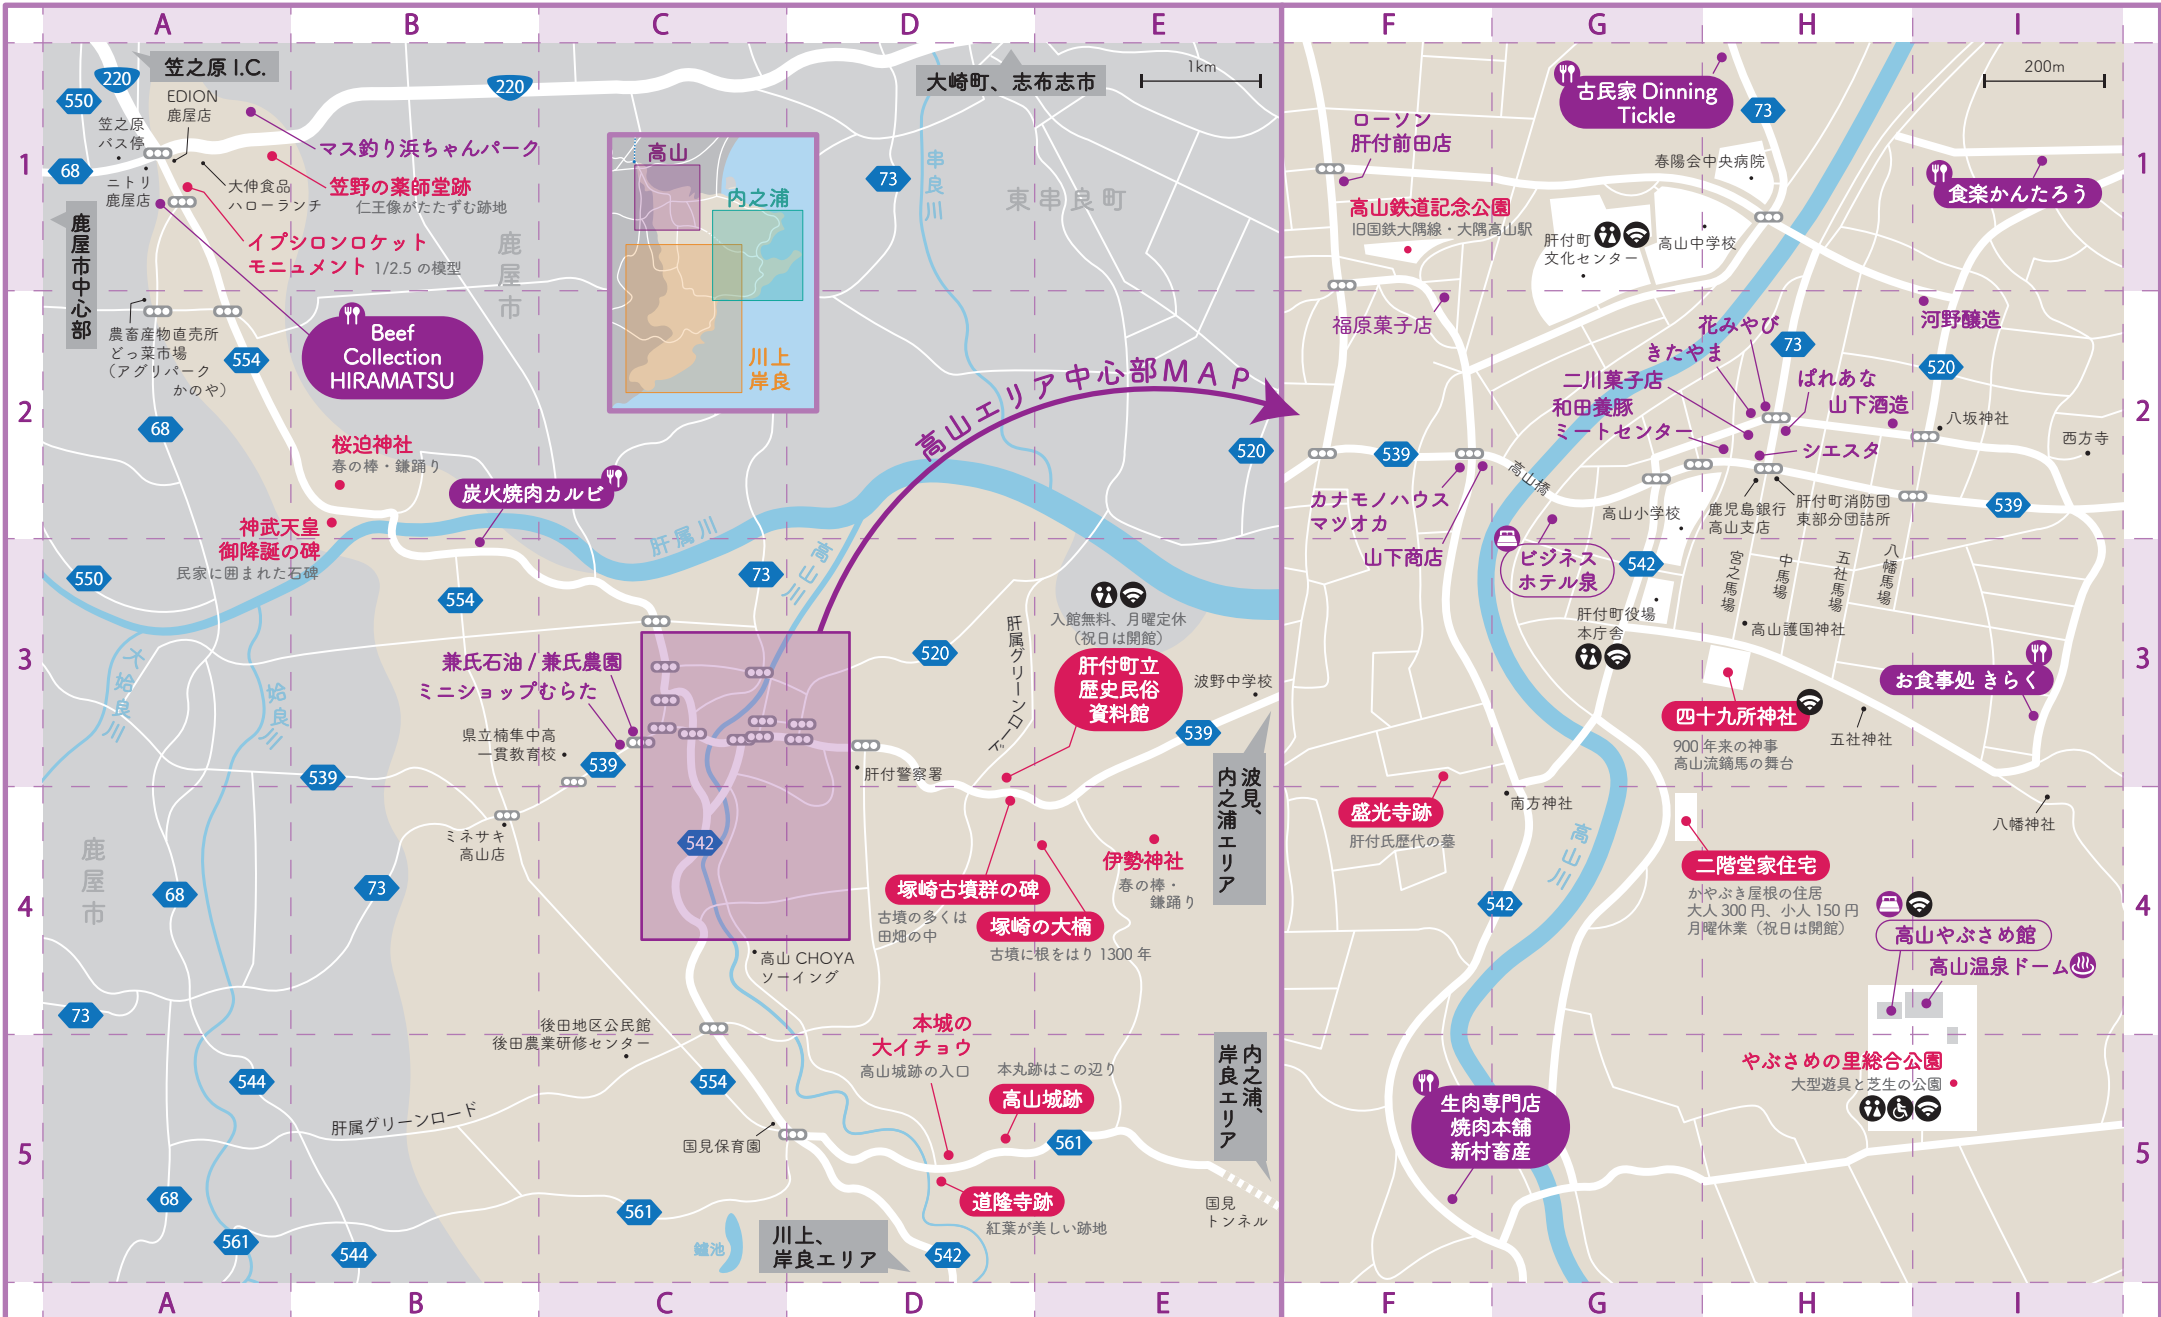 A
B
C
D
E
F
G
H
I
1
2
3
4
5
笠之原 I.C.
220
550
EDION
鹿屋店
笠之原
バス停
68
ニトリ
鹿屋店
大伸食品
ハローランチ
マス釣り浜ちゃんパーク
笠野の薬師堂跡
仁王像がたたずむ跡地
イプシロンロケット
モニュメント 1/2.5 の模型
鹿屋市中心部
鹿屋市
220
農畜産物直売所
どっ菜市場
(アグリパーク
かのや)
554
Beef
Collection
HIRAMATSU
68
桜迫神社
春の棒・鎌踊り
炭火焼肉カルビ
神武天皇
御降誕の碑
民家に囲まれた石碑
高山
内之浦
川上
岸良
大崎町、志布志市
1km
73
串良川
東串良町
高山エリア中心部MAP
520
肝属川
高山川
73
550
554
大姶良川
姶良川
兼氏石油 / 兼氏農園
ミニショップむらた
県立楠隼中高
一貫教育校
539
539
520
肝属グリーンロード
入館無料、月曜定休
(祝日は開館)
肝付町立
歴史民俗
資料館
波野中学校
539
肝付警察署
波見、
内之浦エリア
ミネサキ
高山店
542
鹿屋市
68
73
塚崎古墳群の碑
古墳の多くは
田畑の中
塚崎の大楠
古墳に根をはり 1300 年
伊勢神社
春の棒・
鎌踊り
高山 CHOYA
ソーイング
73
後田地区公民館
後田農業研修センター
本城の
大イチョウ
高山城跡の入口
本丸跡はこの辺り
高山城跡
内之浦、
岸良エリア
544
554
肝属グリーンロード
国見保育園
561
道隆寺跡
紅葉が美しい跡地
国見
トンネル
68
561
561
544
鑪池
川上、
岸良エリア
542
古民家 Dinning
Tickle
73
200m
ローソン
肝付前田店
春陽会中央病院
食楽かんたろう
高山鉄道記念公園
旧国鉄大隅線・大隅高山駅
肝付町
文化センター
高山中学校
福原菓子店
花みやび
きたやま
73
河野醸造
520
二川菓子店
ぱれあな
和田養豚
ミートセンター
山下酒造
八坂神社
西方寺
シエスタ
539
高山橋
カナモノハウス
マツオカ
高山小学校
鹿児島銀行
高山支店
肝付町消防団
東部分団詰所
539
山下商店
ビジネス
ホテル泉
542
宮之馬場
中馬場
五社馬場
八幡馬場
肝付町役場
本庁舎
高山護国神社
お食事処 きらく
四十九所神社
900 年来の神事
高山流鏑馬の舞台
五社神社
盛光寺跡
肝付氏歴代の墓
南方神社
高山川
八幡神社
二階堂家住宅
かやぶき屋根の住居
大人 300 円、小人 150 円
月曜休業（祝日は開館）
542
高山やぶさめ館
高山温泉ドーム
やぶさめの里総合公園
大型遊具と芝生の公園
生肉専門店
焼肉本舗
新村畜産
1
2
3
4
5
A
B
C
D
E
F
G
H
I